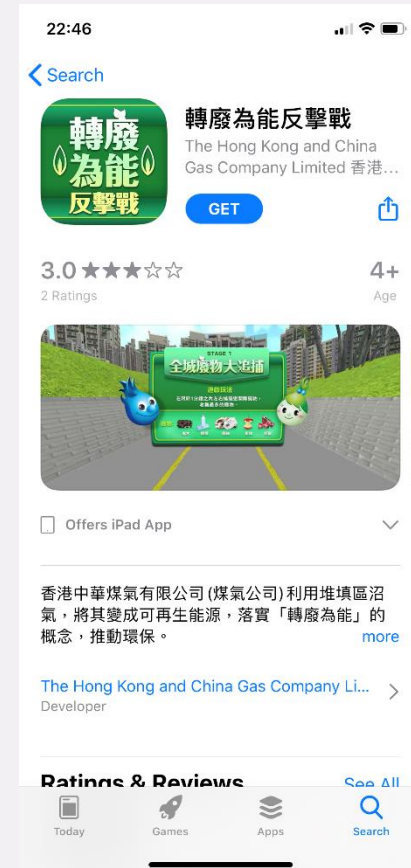 22:46
Search
轉廢
為能
反擊戰
轉廢為能反擊戰
The Hong Kong and China
Gas Company Limited 香港...
GET
3.0
4+
2 Ratings
Age
STAGE 1
全城廢物大追捕
遊戲玩法
Offers iPad App
香港中華煤氣有限公司(煤氣公司)利用堆填區沼
氣，將其變成可再生能源，落實「轉廢為能」的
概念，推動環保。
more
The Hong Kong and China Gas Company Li...
Developer
Ratings & Reviews
See All
Today
Games
Apps
Search